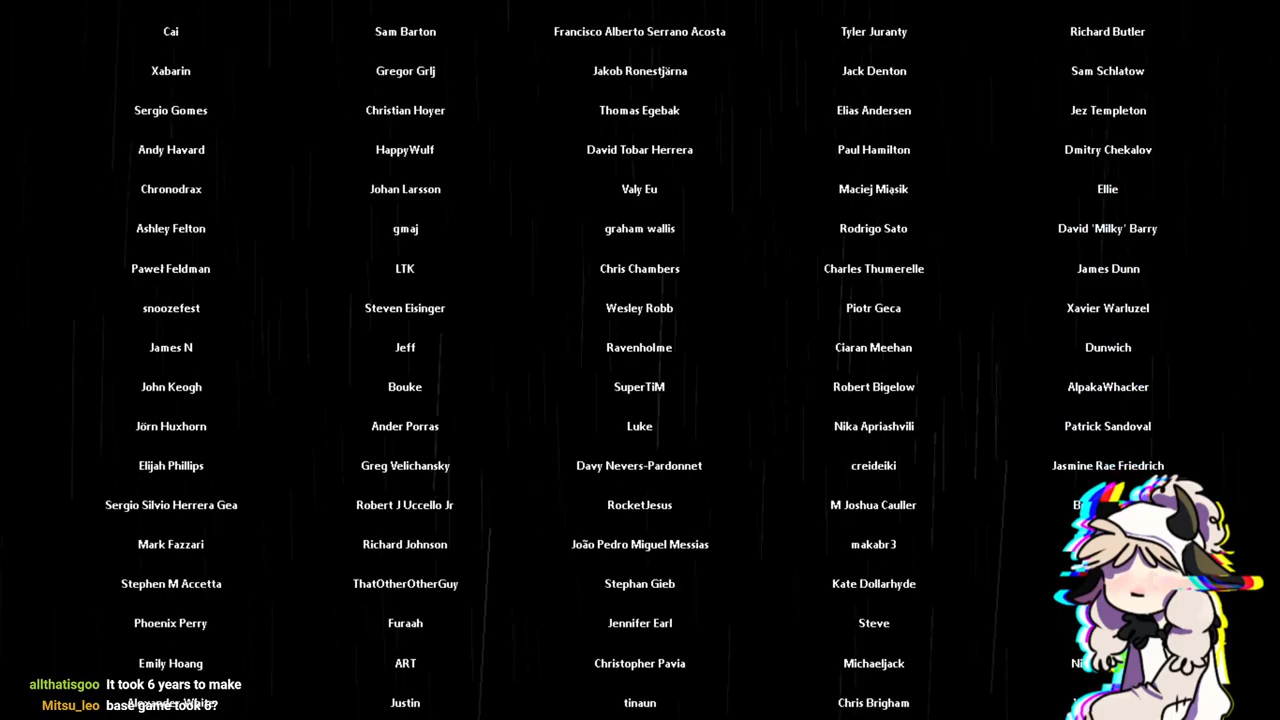 Cai Sam Barton Francisco Alberto Serrano Acosta Tyler Juranty Richard Butler
Xabarin Gregor Grlj Jakob Ronestjärna Jack Denton Sam Schlatow
Sergio Gomes Christian Hoyer Thomas Egebak Elias Andersen Jez Templeton
Andy Havard HappyWulf David Tobar Herrera Paul Hamilton Dmitry Chekalov
Chronodrax Johan Larsson Valy Eu Maciej Miąsik Ellie
Ashley Felton gmaj graham wallis Rodrigo Sato David 'Milky' Barry
Paweł Feldman LTK Chris Chambers Charles Thumerelle James Dunn
snoozefest Steven Eisinger Wesley Robb Piotr Geca Xavier Warluzel
James N Jeff Ravenholme Ciaran Meehan Dunwich
John Keogh Bouke SuperTiM Robert Bigelow AlpakaWhacker
Jörn Huxhorn Ander Porras Luke Nika Apriashvili Patrick Sandoval
Elijah Phillips Greg Velichansky Davy Nevers-Pardonnet creideiki Jasmine Rae Friedrich
Sergio Silvio Herrera Gea Robert J Uccello Jr RocketJesus M Joshua Cauller
Mark Fazzari Richard Johnson João Pedro Miguel Messias makabr3
Stephen M Accetta ThatOtherOtherGuy Stephan Gieb Kate Dollarhyde
Phoenix Perry Furaah Jennifer Earl Steve
Emily Hoang ART Christopher Pavia Michaeljack
allthatisgoo It took 6 years to make
Alexander White Justin tinaun Chris Brigham
Mitsu_leo base game took 6?